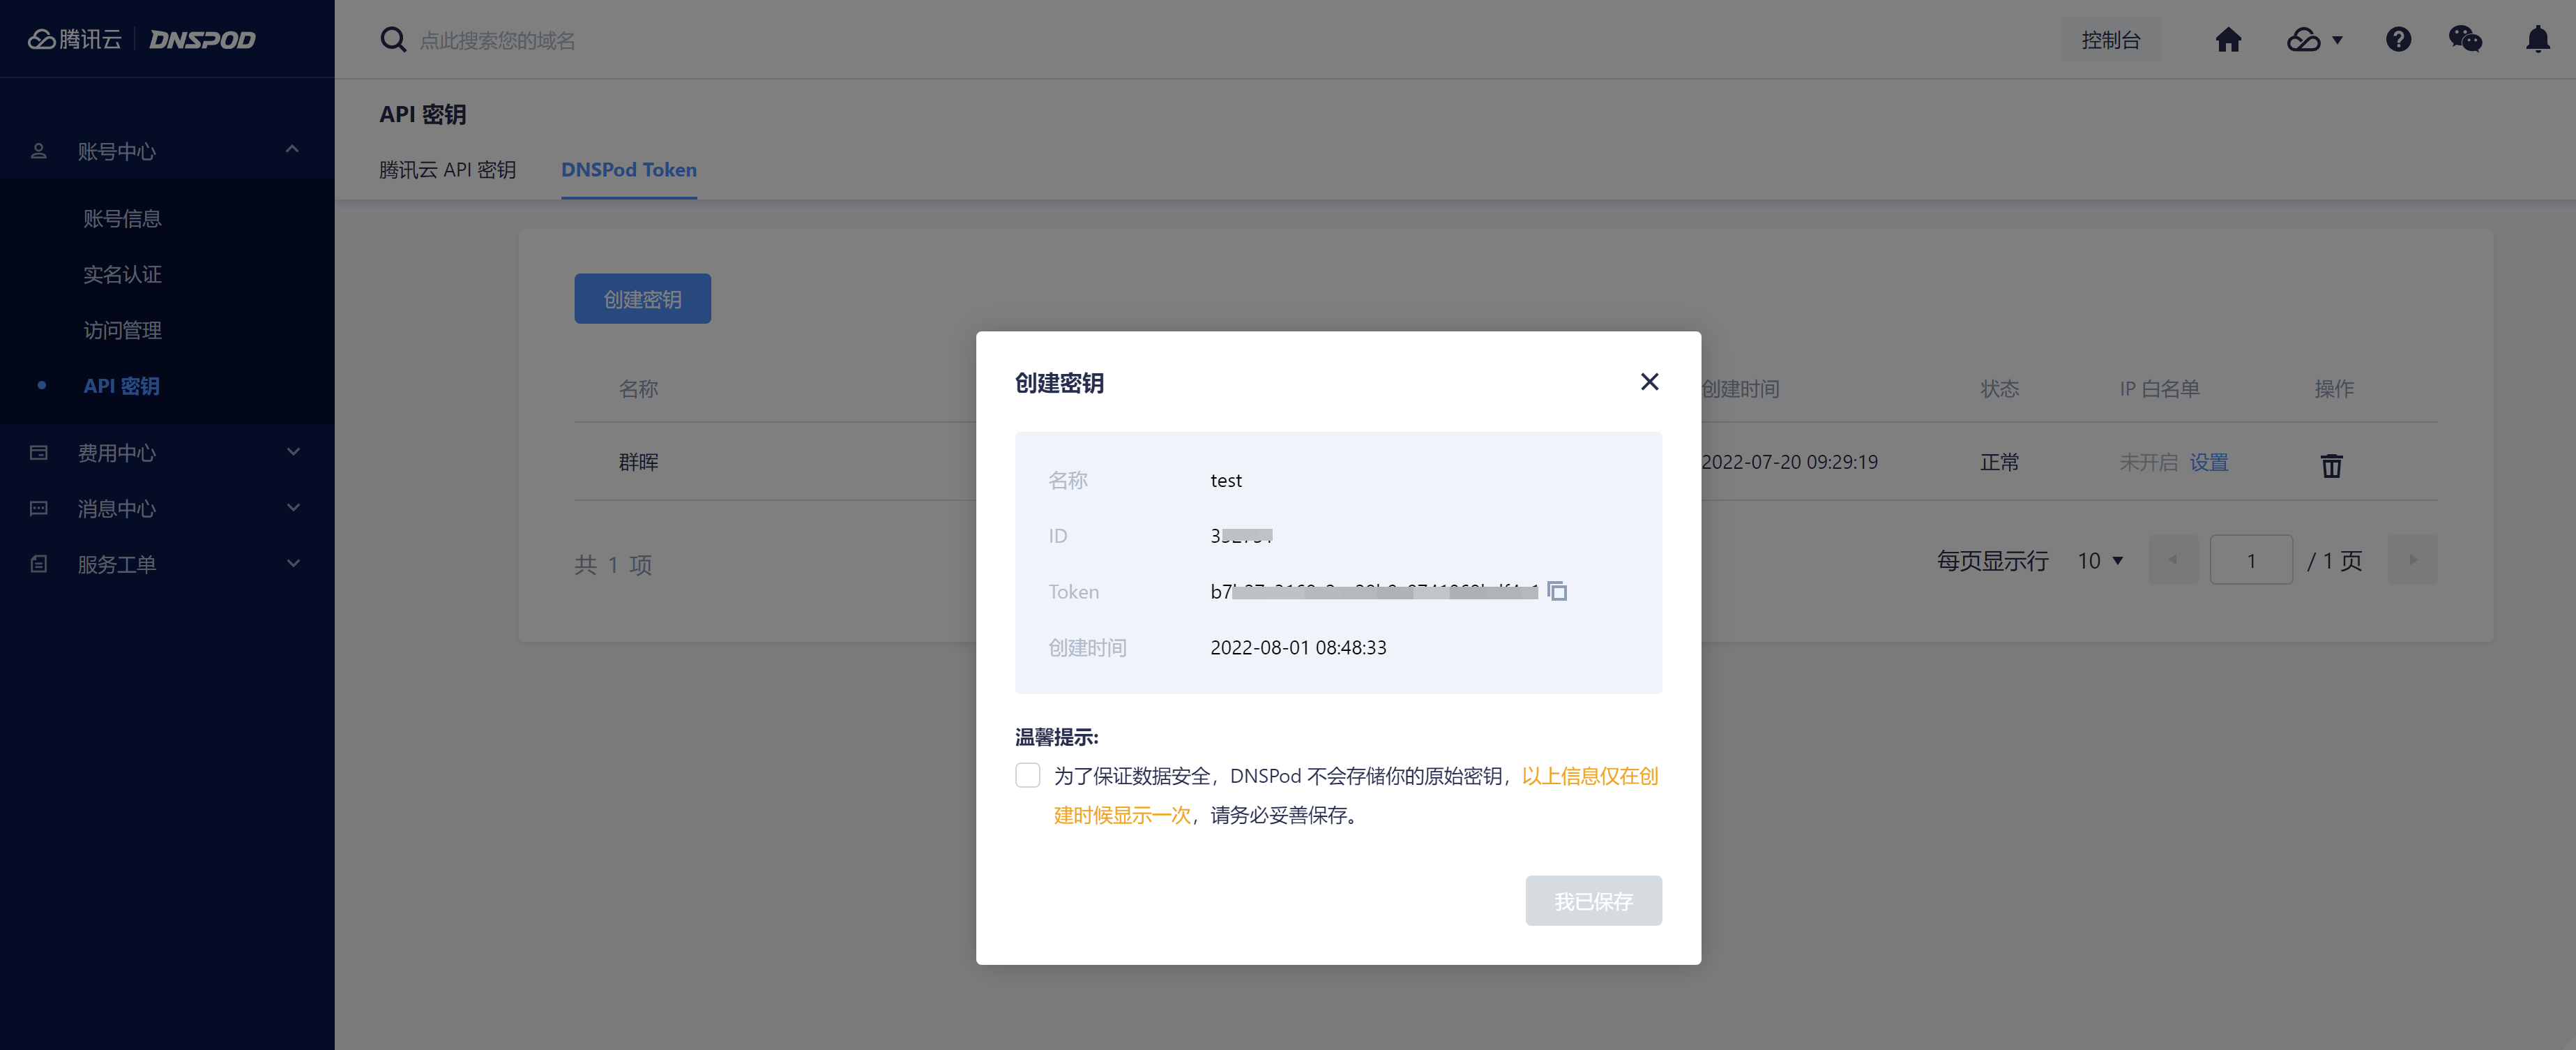 腾讯云 DNSPOD
点此搜索您的域名
控制台
API 密钥
腾讯云 API 密钥 DNSPod Token
账号中心
账号信息
实名认证
访问管理
API 密钥
费用中心
消息中心
服务工单
创建密钥
名称 创建时间 状态 IP 白名单 操作
群晖 2022-07-20 09:29:19 正常 未开启 设置
共 1 项 每页显示行 10 1 / 1 页
创建密钥
名称 test
ID
Token
创建时间 2022-08-01 08:48:33
温馨提示:
为了保证数据安全，DNSPod 不会存储你的原始密钥，以上信息仅在创
建时候显示一次，请务必妥善保存。
我已保存